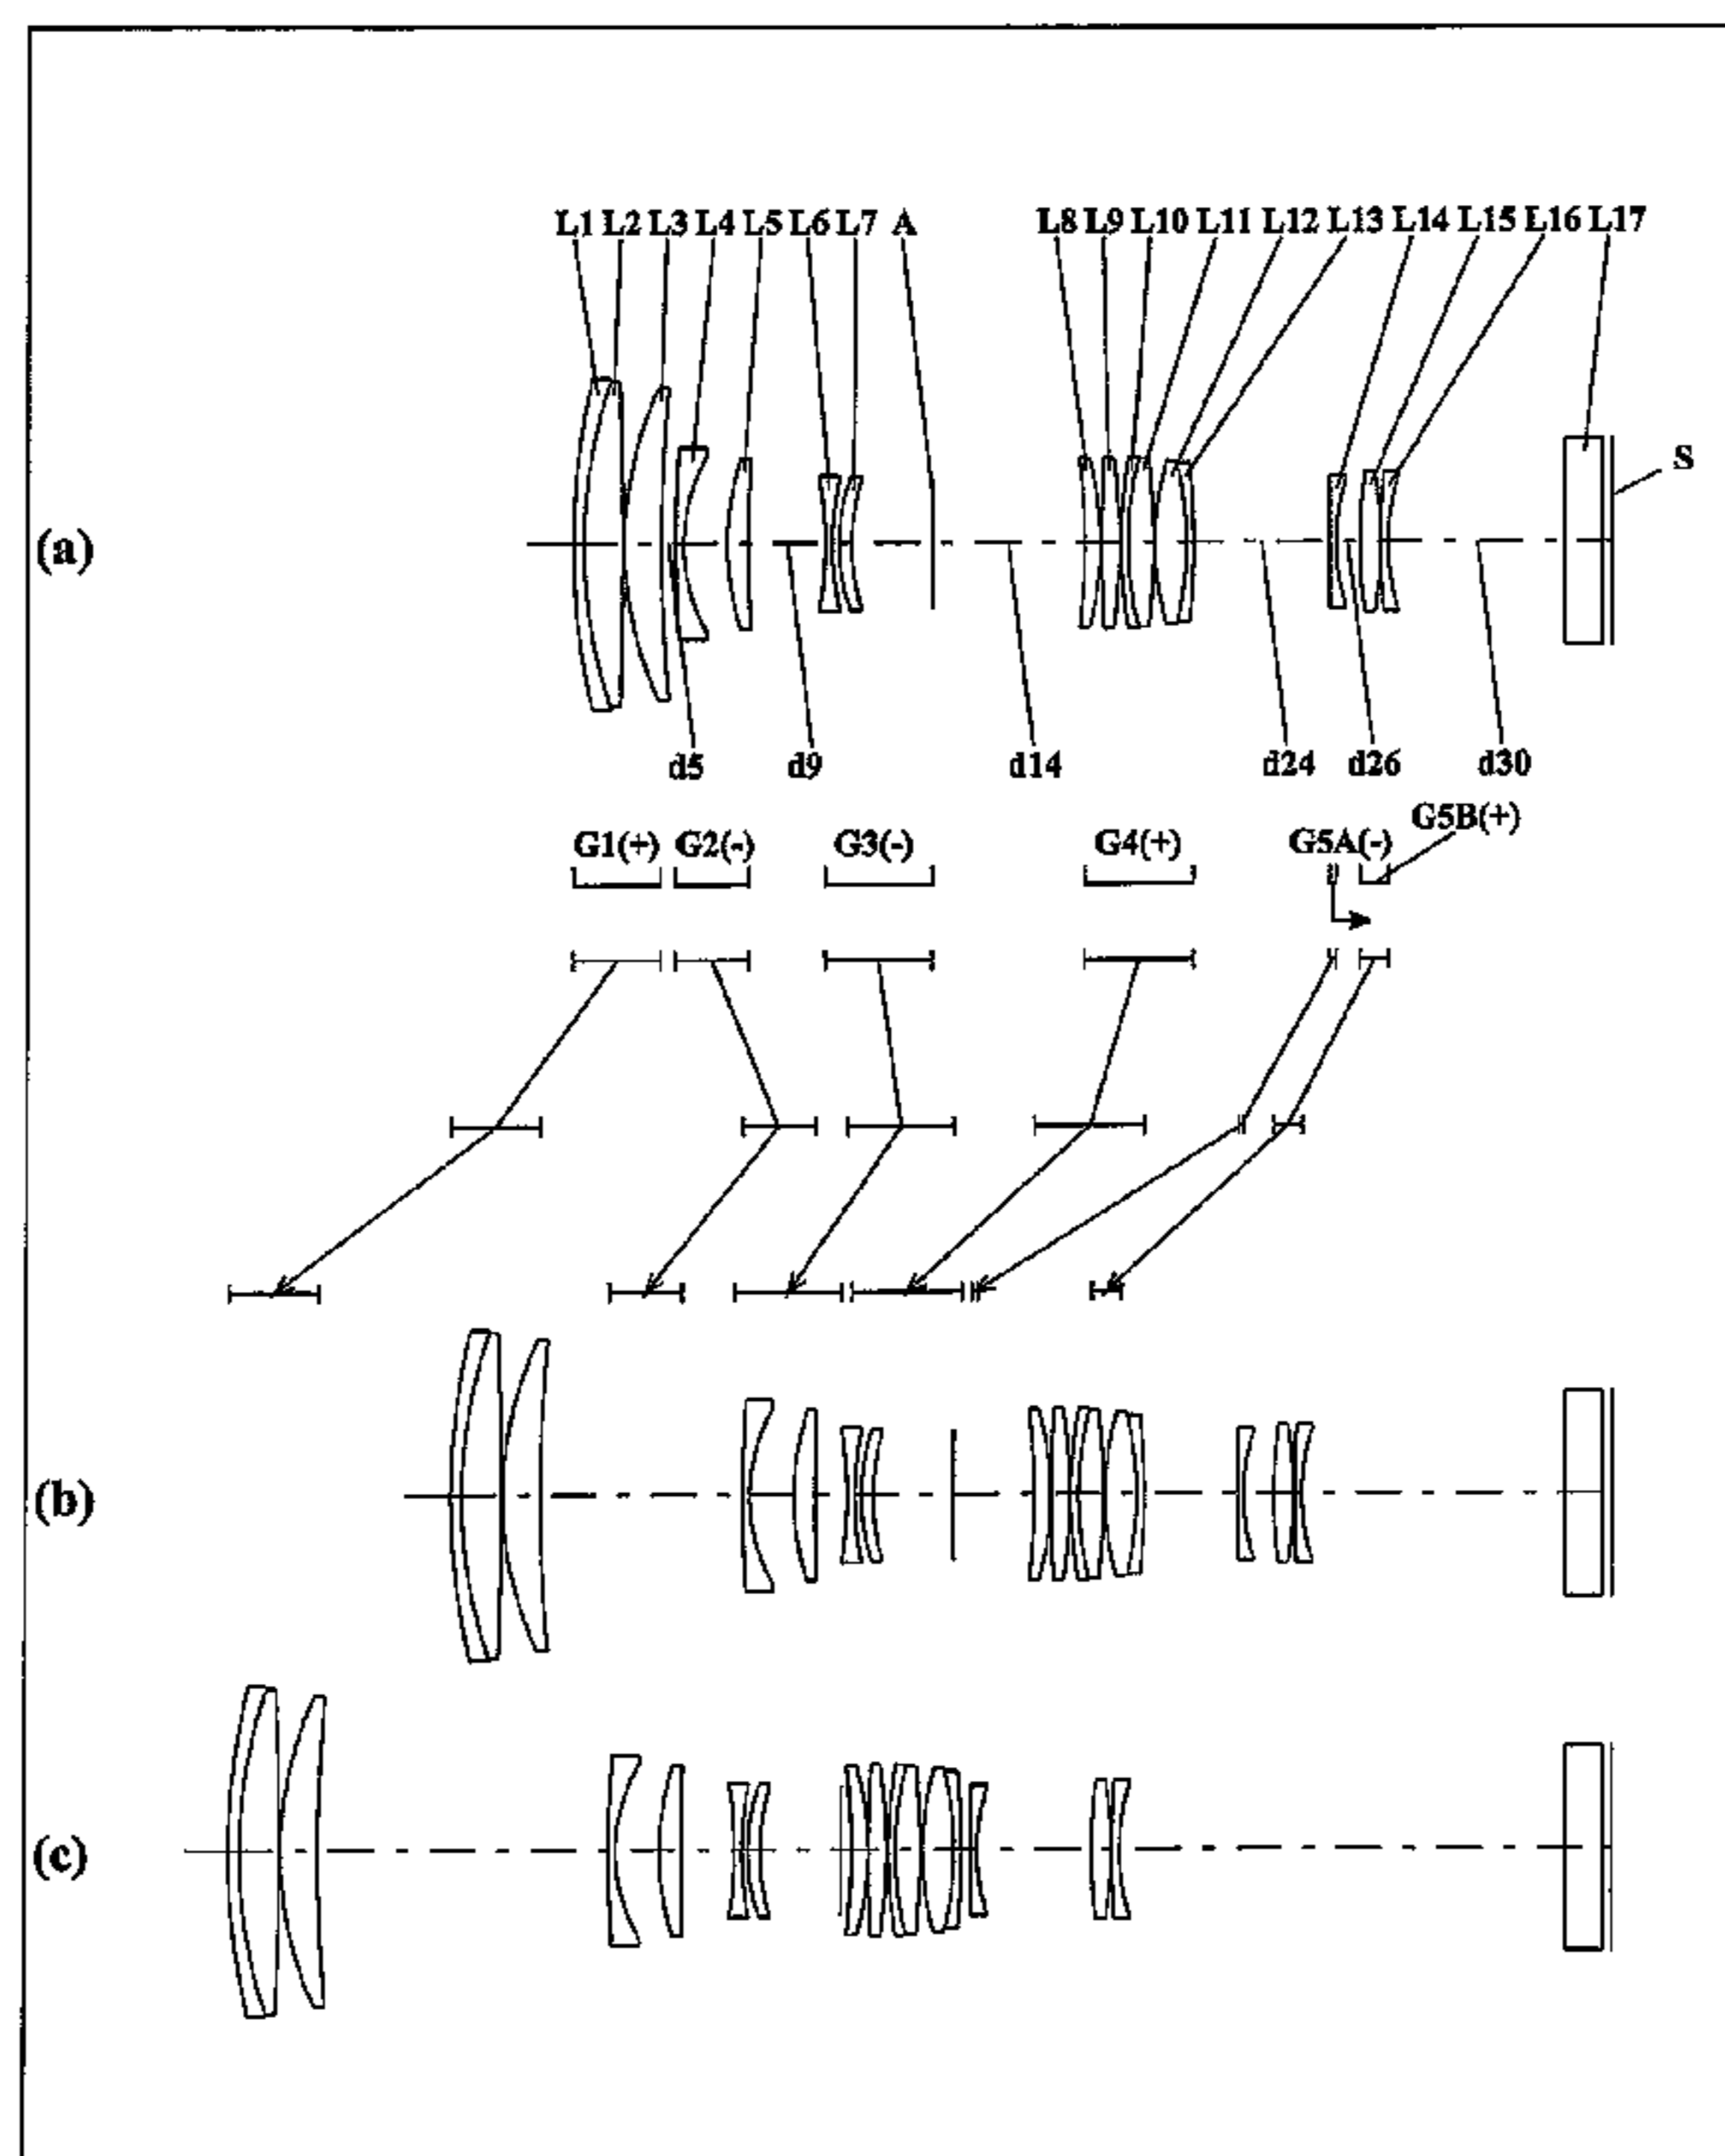 L1 L2 L3 L4 L5 L6 L7 A L8 L9 L10 L11 L12 L13 L14 L15 L16 L17
S
(a)
d5 d9 d14 d24 d26 d30
G5B(+)
G1(+) G2(-) G3(-) G4(+) G5A(-)
(b)
(c)